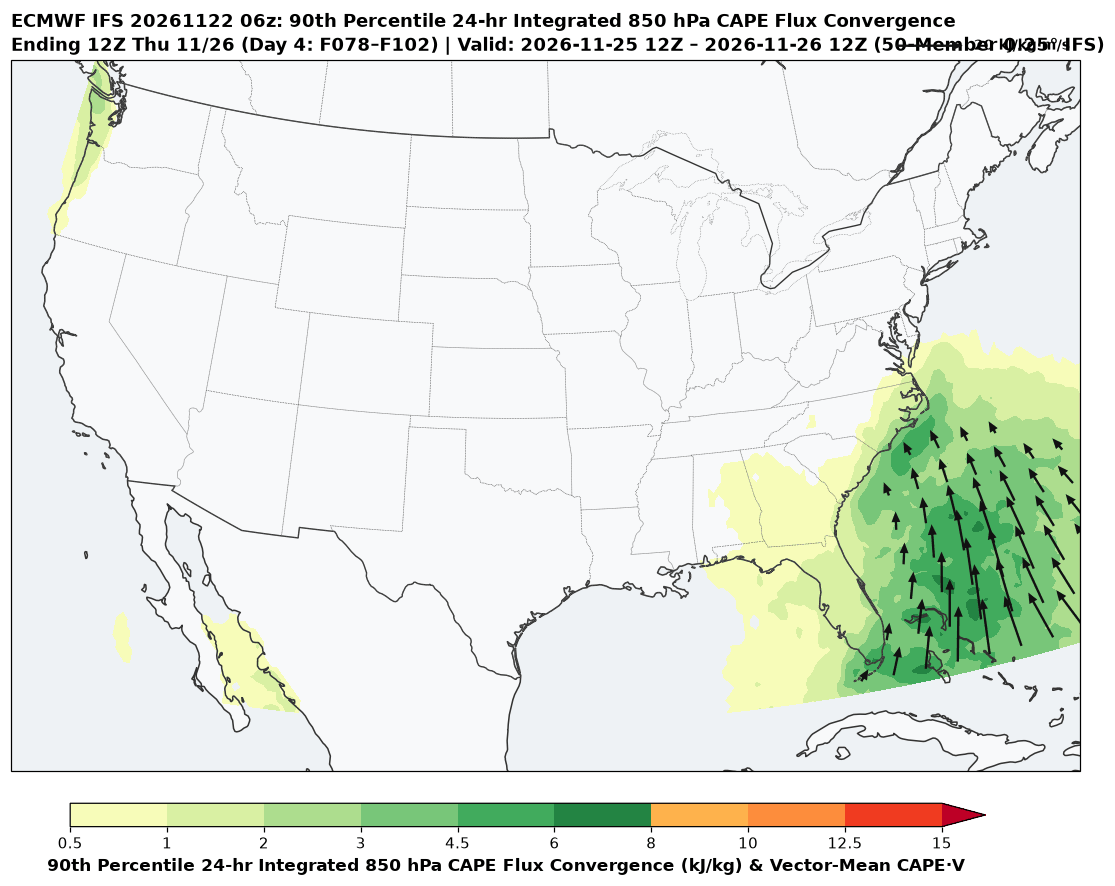 ECMWF IFS 20261122 06z: 90th Percentile 24-hr Integrated 850 hPa CAPE Flux Convergence
Ending 12Z Thu 11/26 (Day 4: F078–F102) | Valid: 2026-11-25 12Z – 2026-11-26 12Z (50-Member 0.25° IFS)
0.5 1 2 3 4.5 6 8 10 12.5 15
90th Percentile 24-hr Integrated 850 hPa CAPE Flux Convergence (kJ/kg) & Vector-Mean CAPE·V